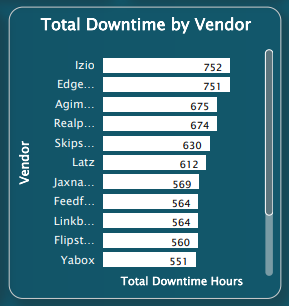 Total Downtime by Vendor
Vendor
Izio 752
Edge... 751
Agim... 675
Realp... 674
Skips... 630
Latz 612
Jaxna... 569
Feedf... 564
Linkb... 564
Flipst... 560
Yabox 551
Total Downtime Hours